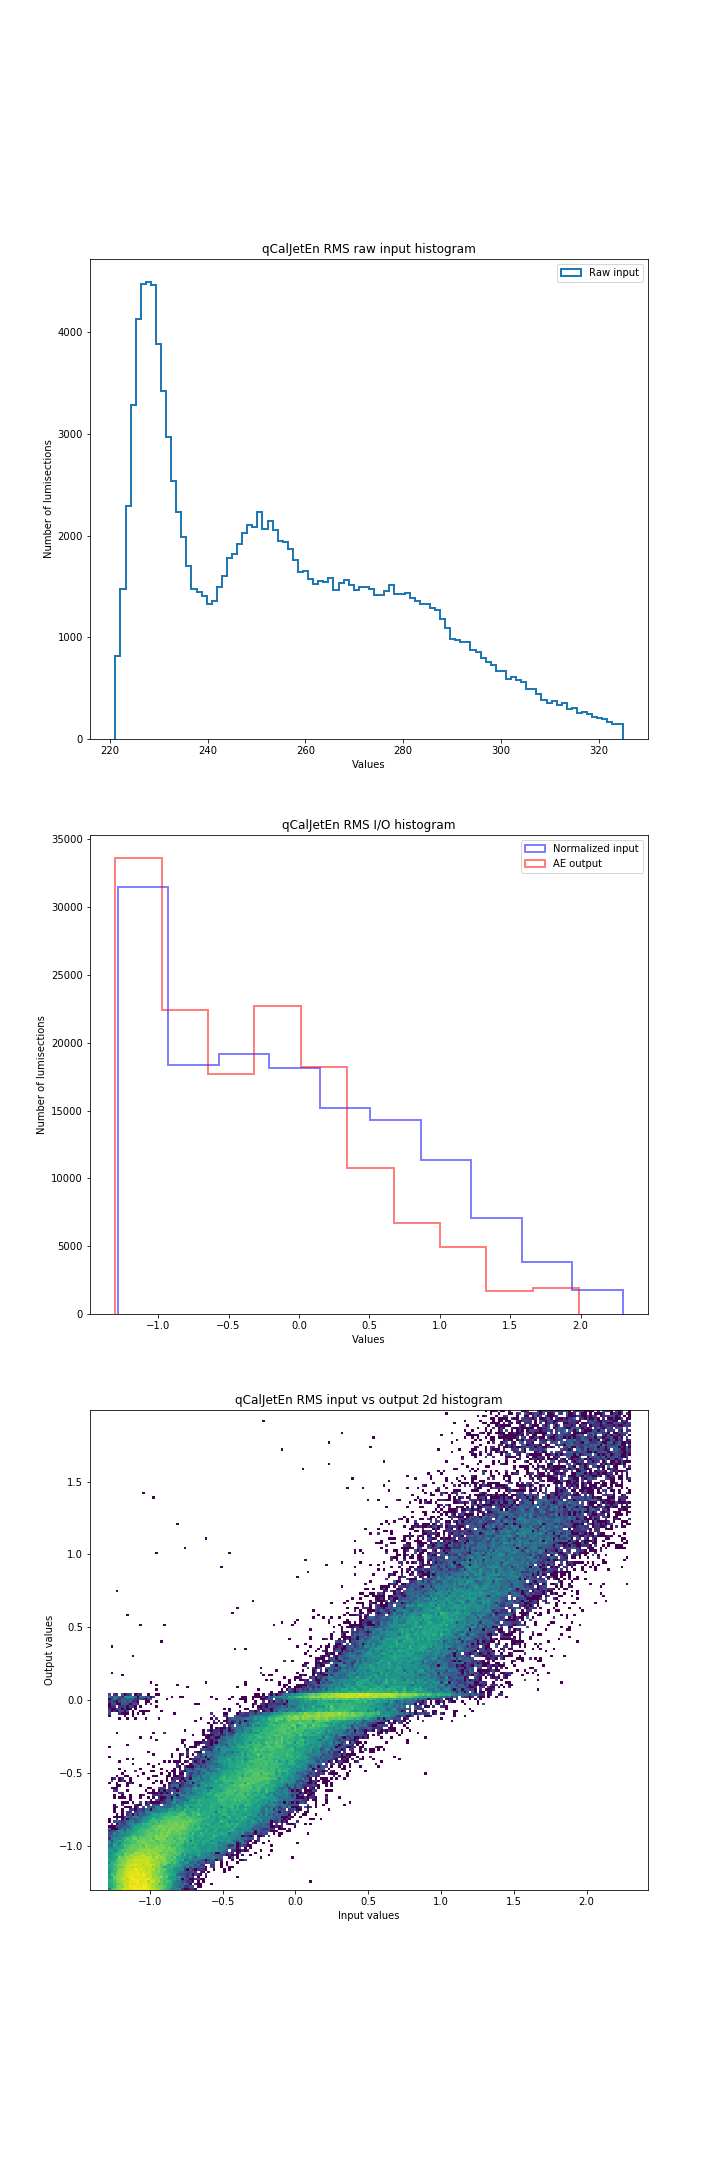 qCalJetEn RMS raw input histogram
Raw input
Number of lumisections
4000
3000
2000
1000
0
220 240 260 280 300 320
Values
qCalJetEn RMS I/O histogram
Normalized input
AE output
Number of lumisections
35000
30000
25000
20000
15000
10000
5000
0
−1.0 −0.5 0.0 0.5 1.0 1.5 2.0
Values
qCalJetEn RMS input vs output 2d histogram
Output values
1.5
1.0
0.5
0.0
−0.5
−1.0
−1.0 −0.5 0.0 0.5 1.0 1.5 2.0
Input values